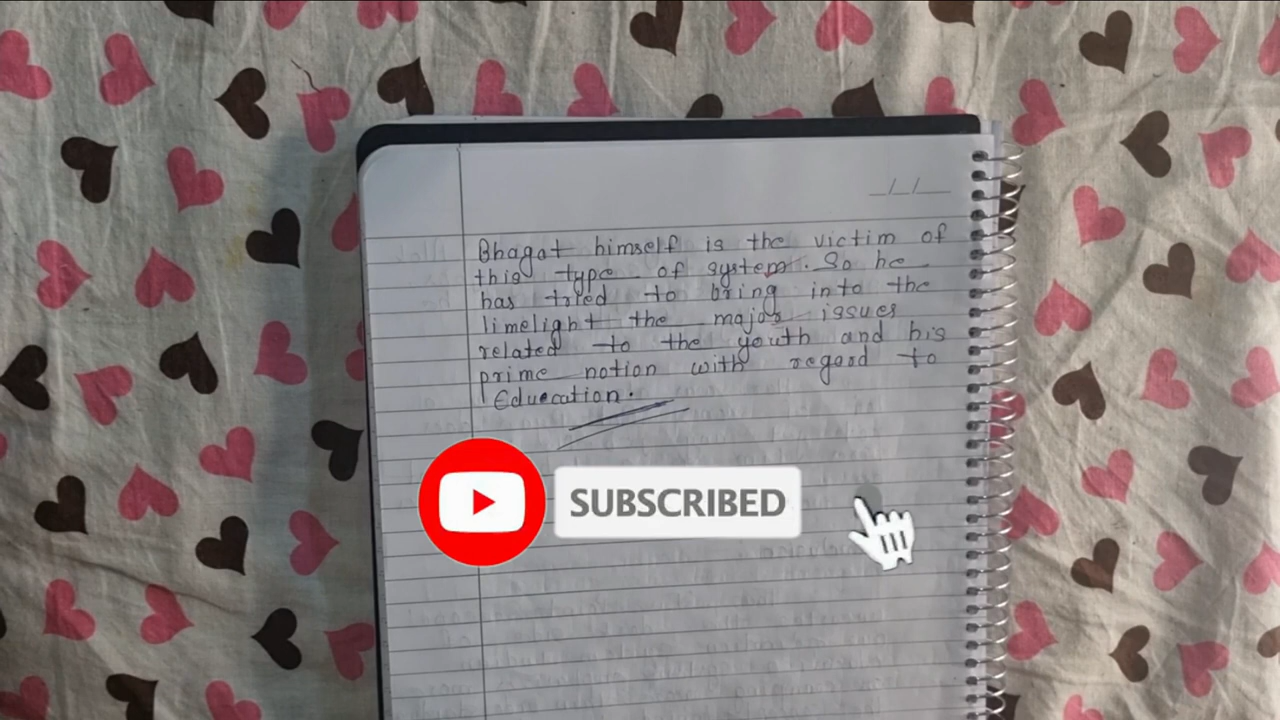 _/_/__
Bhagat himself is the victim of
this type of system. So he
has tried to bring into the
limelight the major issues
related to the youth and his
prime notion with regard to
Education.
SUBSCRIBED